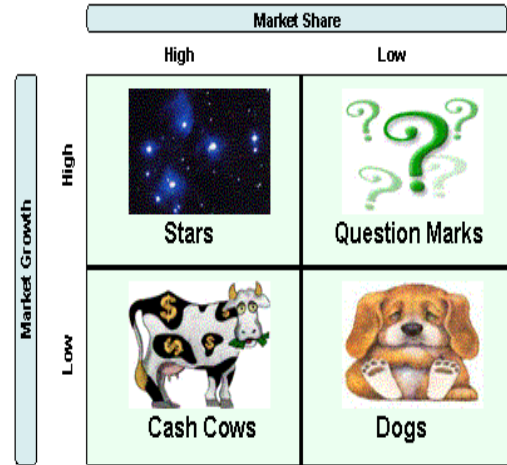 Market Share
High
Low
Market Growth
High
Stars
Question Marks
Low
$
$
$
Cash Cows
Dogs